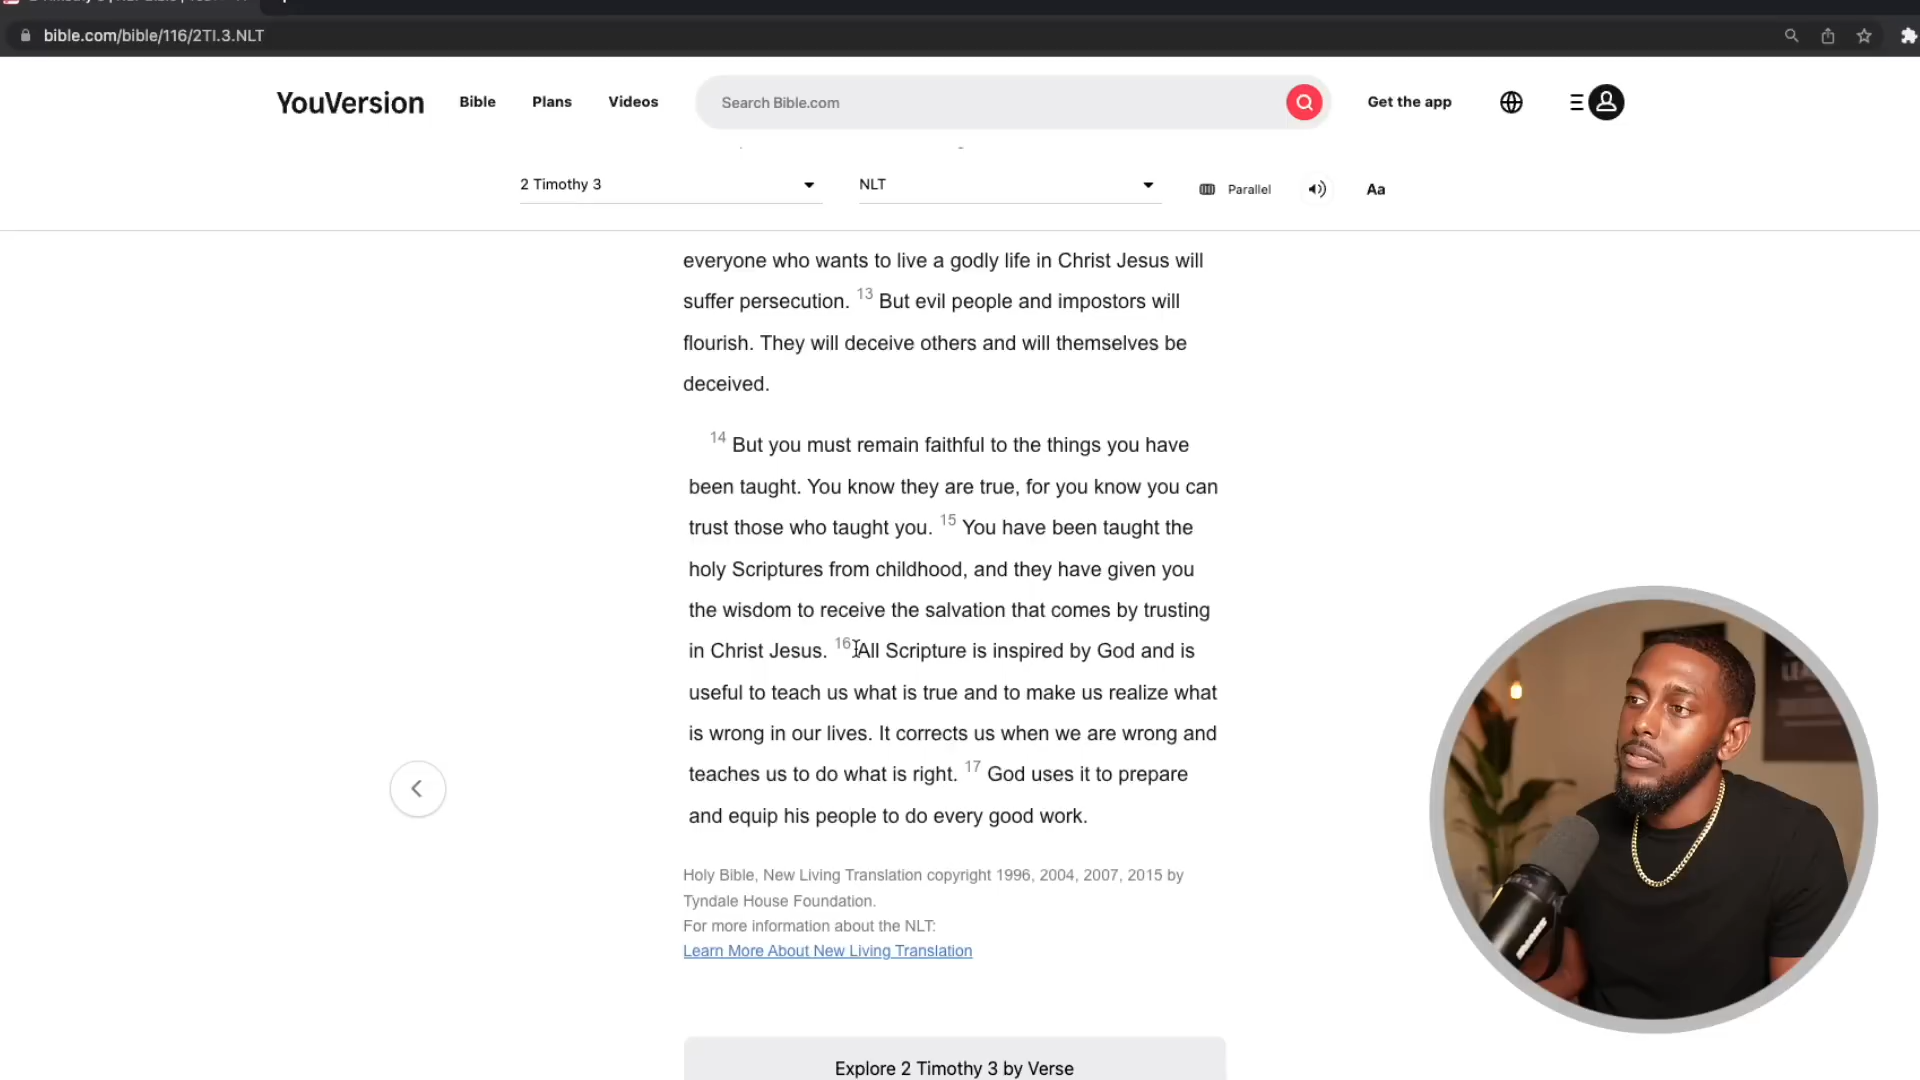 bible.com/bible/116/2TI.3.NLT
YouVersion Bible Plans Videos Search Bible.com Get the app
2 Timothy 3 NLT Parallel Aa
everyone who wants to live a godly life in Christ Jesus will
suffer persecution. 13 But evil people and impostors will
flourish. They will deceive others and will themselves be
deceived.
14 But you must remain faithful to the things you have
been taught. You know they are true, for you know you can
trust those who taught you. 15 You have been taught the
holy Scriptures from childhood, and they have given you
the wisdom to receive the salvation that comes by trusting
in Christ Jesus. 16 All Scripture is inspired by God and is
useful to teach us what is true and to make us realize what
is wrong in our lives. It corrects us when we are wrong and
teaches us to do what is right. 17 God uses it to prepare
and equip his people to do every good work.
Holy Bible, New Living Translation copyright 1996, 2004, 2007, 2015 by
Tyndale House Foundation.
For more information about the NLT:
Learn More About New Living Translation
Explore 2 Timothy 3 by Verse